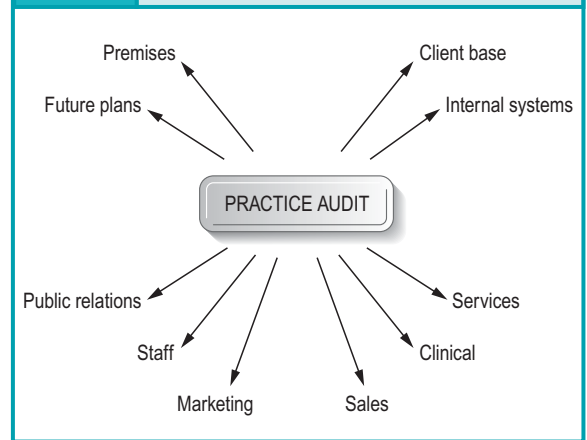 Premises
Client base
Future plans
Internal systems
PRACTICE AUDIT
Public relations
Services
Staff
Clinical
Marketing
Sales